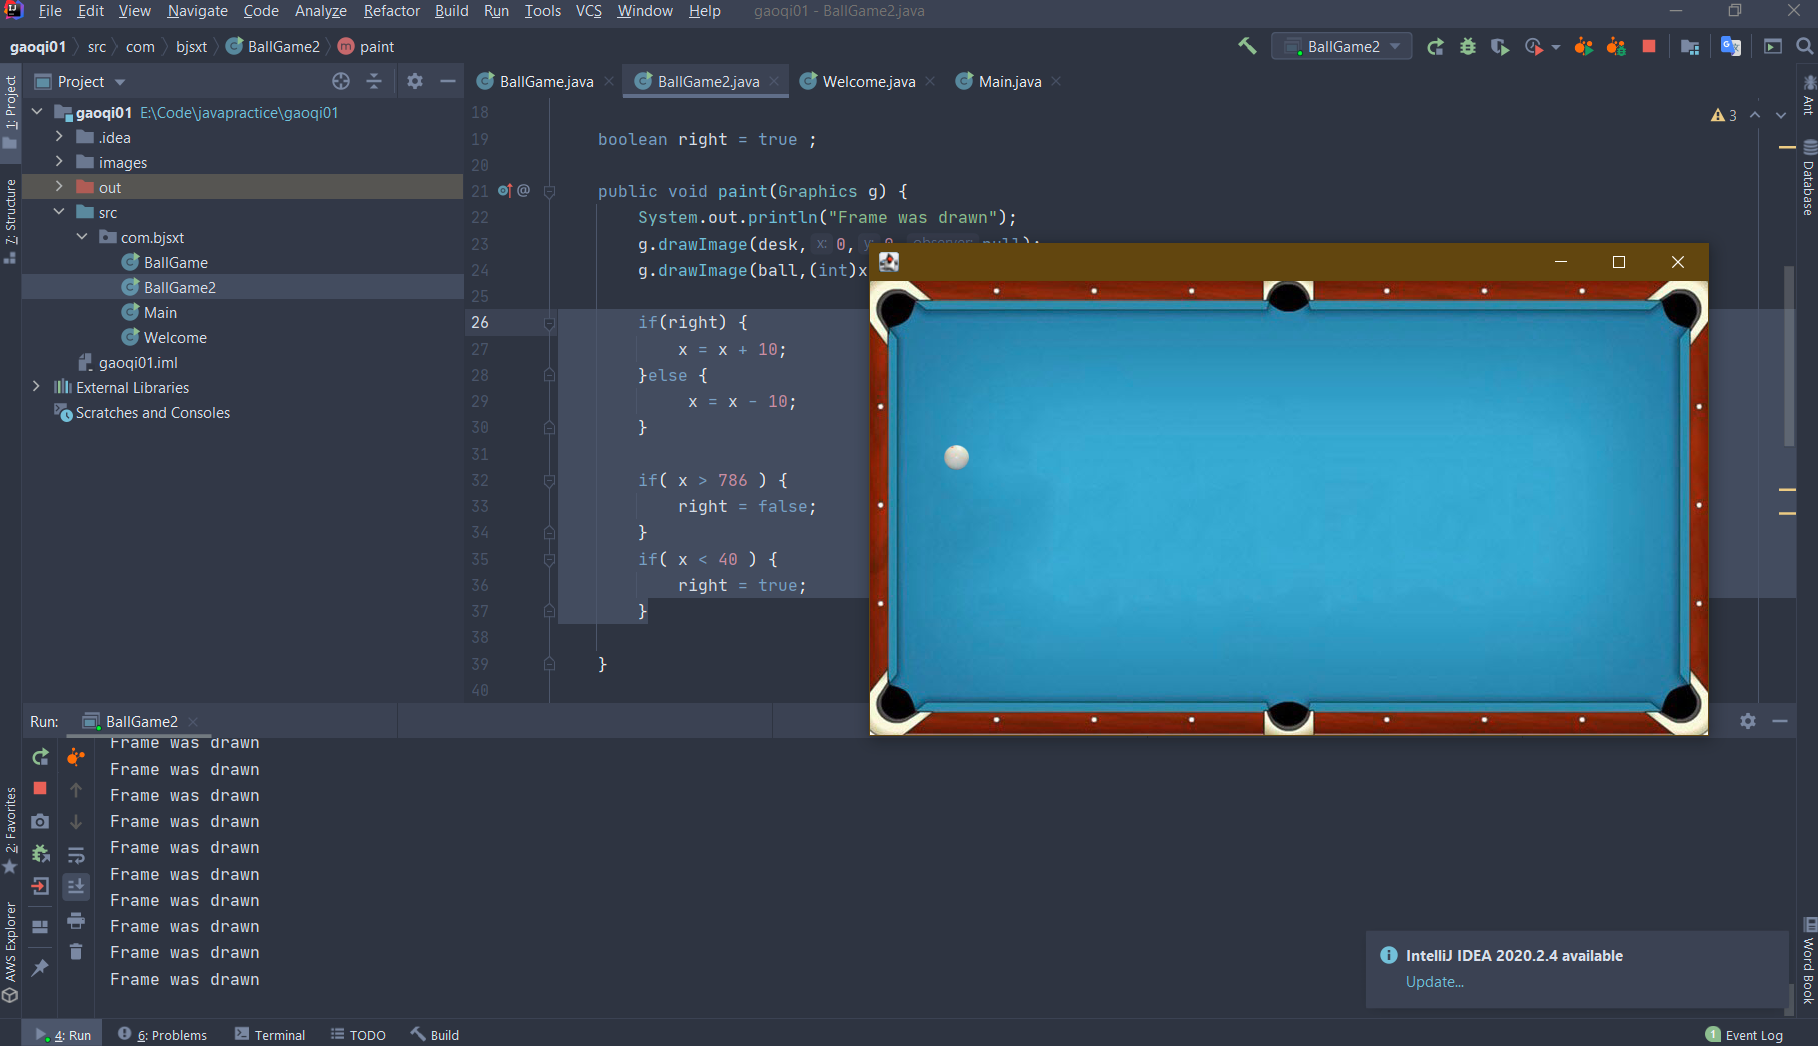 File Edit View Navigate Code Analyze Refactor Build Run Tools VCS Window Help gaoqi01 - BallGame2.java
gaoqi01 src com bjsxt BallGame2 m paint
BallGame2
Project
BallGame.java BallGame2.java Welcome.java Main.java
1: Project
7: Structure
2: Favorites
AWS Explorer
gaoqi01 E:\Code\javapractice\gaoqi01
.idea
images
out
src
com.bjsxt
BallGame
BallGame2
Main
Welcome
gaoqi01.iml
External Libraries
Scratches and Consoles
3
18
19 boolean right = true ;
20
21 @ public void paint(Graphics g) {
22 System.out.println("Frame was drawn");
23 g.drawImage(desk, x: 0, y: 0, observer: null);
24 g.drawImage(ball,(int)x
25
26 if(right) {
27 x = x + 10;
28 }else {
29 x = x - 10;
30 }
31
32 if( x > 786 ) {
33 right = false;
34 }
35 if( x < 40 ) {
36 right = true;
37 }
38
39 }
40
Ant
Database
Word Book
Run: BallGame2
Frame was drawn
Frame was drawn
Frame was drawn
Frame was drawn
Frame was drawn
Frame was drawn
Frame was drawn
Frame was drawn
Frame was drawn
Frame was drawn
IntelliJ IDEA 2020.2.4 available
Update...
4: Run 6: Problems Terminal TODO Build 1 Event Log